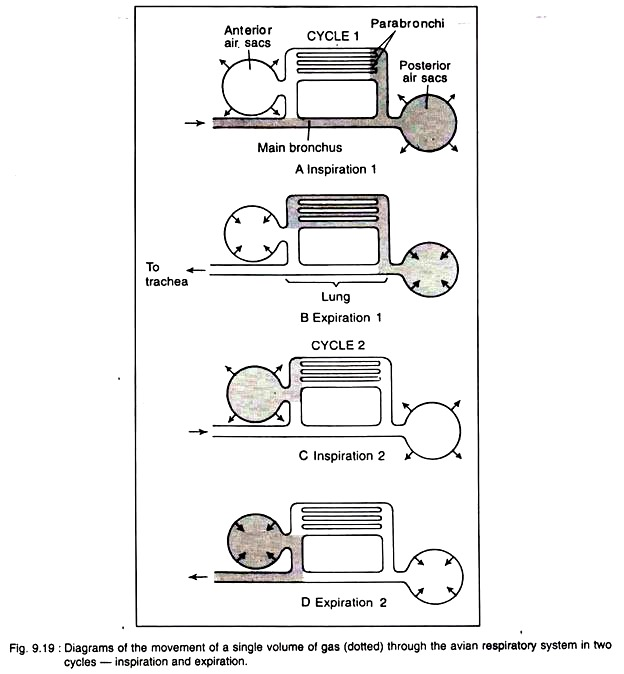 Anterior
air sacs
CYCLE 1
Parabronchi
Posterior
air sacs
Main bronchus
A Inspiration 1
To
trachea
Lung
B Expiration 1
CYCLE 2
C Inspiration 2
D Expiration 2
Fig. 9.19 : Diagrams of the movement of a single volume of gas (dotted) through the avian respiratory system in two
cycles — inspiration and expiration.